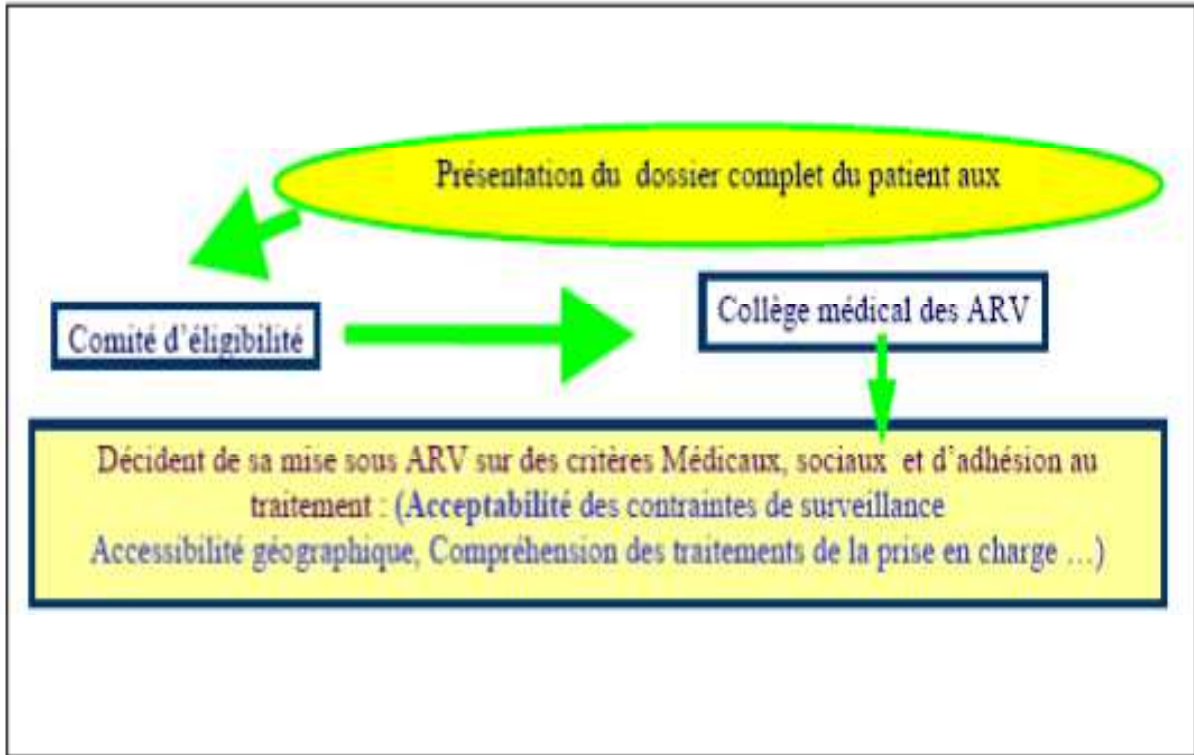 Présentation du dossier complet du patient aux
Comité d'éligibilité
Collège médical des ARV
Décident de sa mise sous ARV sur des critères Médicaux, sociaux et d'adhésion au
traitement : (Acceptabilité des contraintes de surveillance
Accessibilité géographique, Compréhension des traitements de la prise en charge ...)